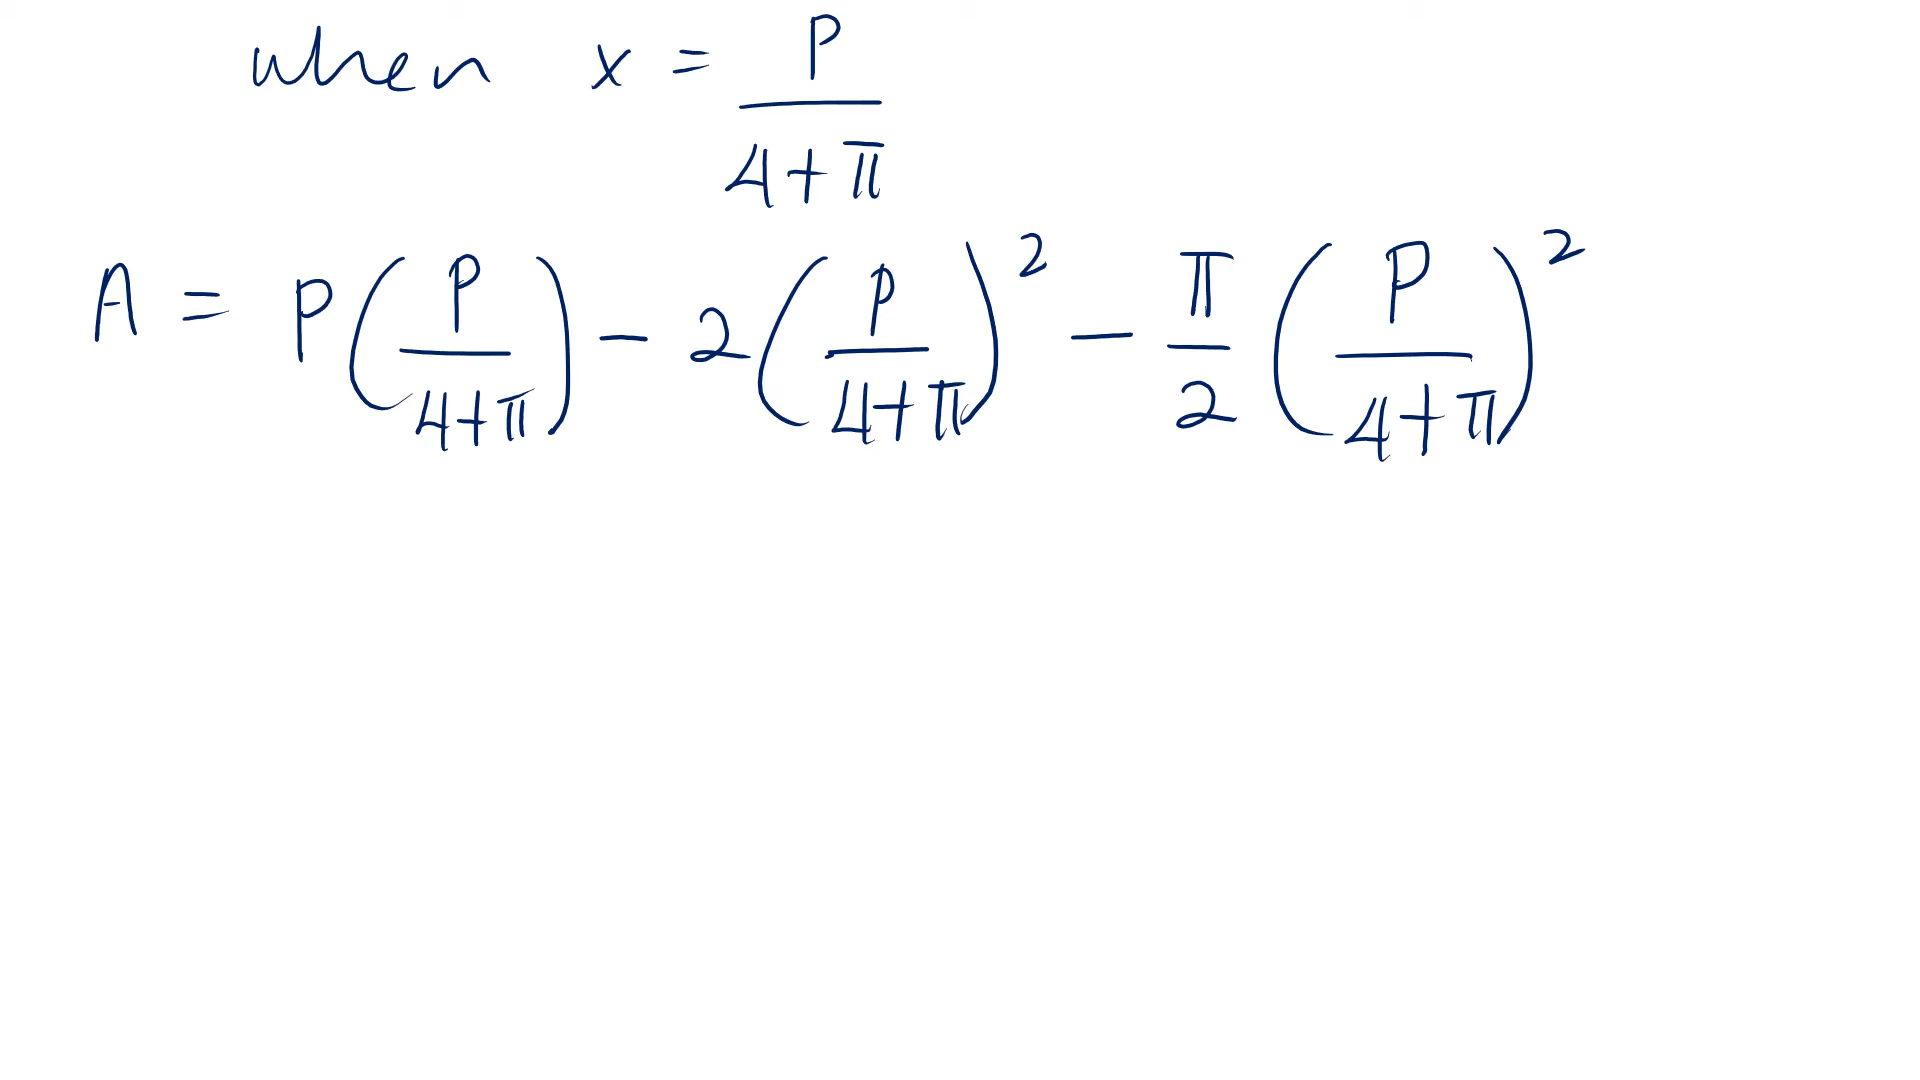 when x = P/(4+π)
A = P(P/(4+π)) - 2(P/(4+π))² - π/2 (P/(4+π))²